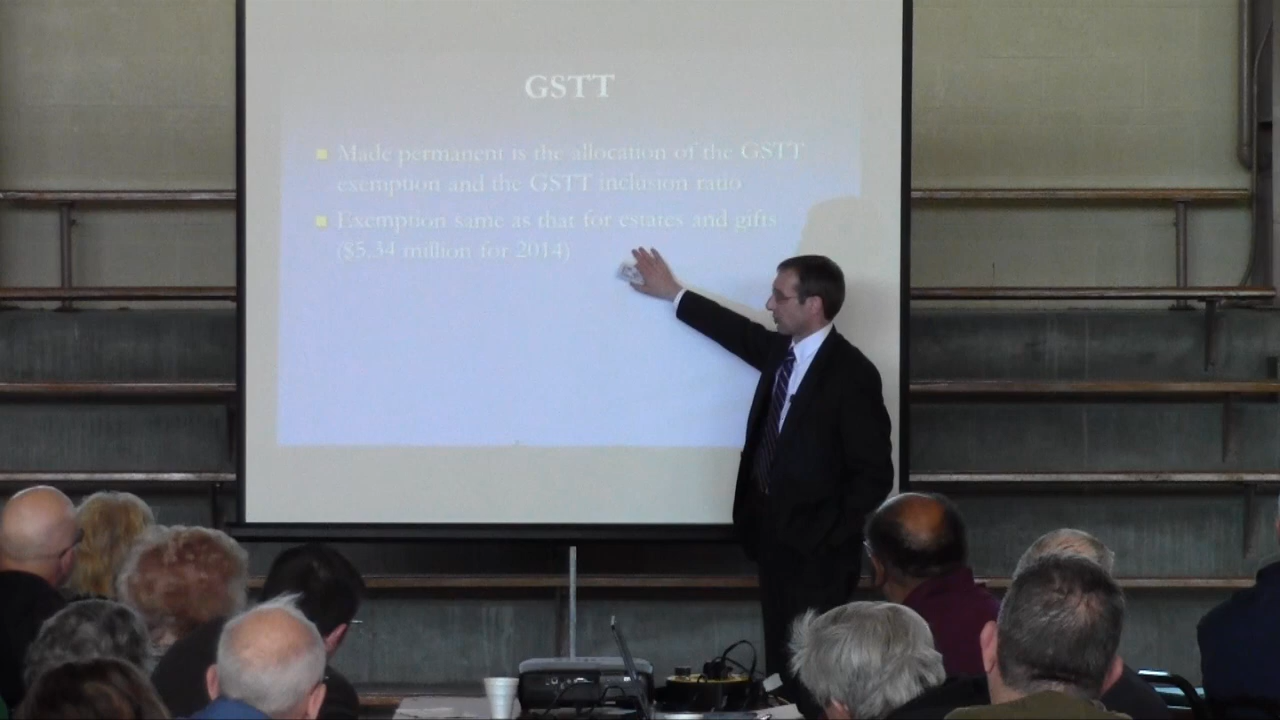 GSTT
Made permanent is the allocation of the GSTT
exemption and the GSTT inclusion ratio
Exemption same as that for estates and gifts
($5.34 million for 2014)